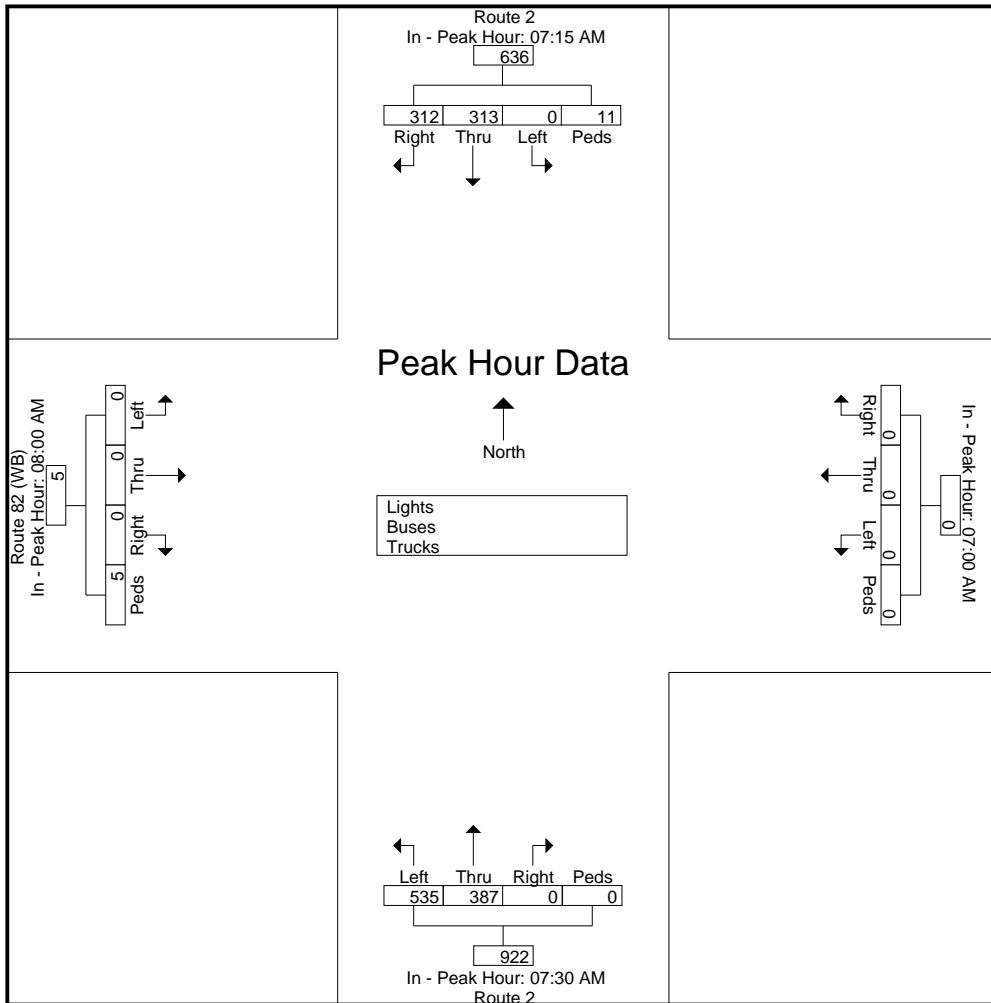 Route 2
In - Peak Hour: 07:15 AM
636
312 313 0 11
Right Thru Left Peds
Peak Hour Data
North
Lights
Buses
Trucks
Route 82 (WB)
In - Peak Hour: 08:00 AM
5
0 0 0 5
Left Thru Right Peds
Right Thru Left Peds
0 0 0 0
0
In - Peak Hour: 07:00 AM
Left Thru Right Peds
535 387 0 0
922
In - Peak Hour: 07:30 AM
Route 2